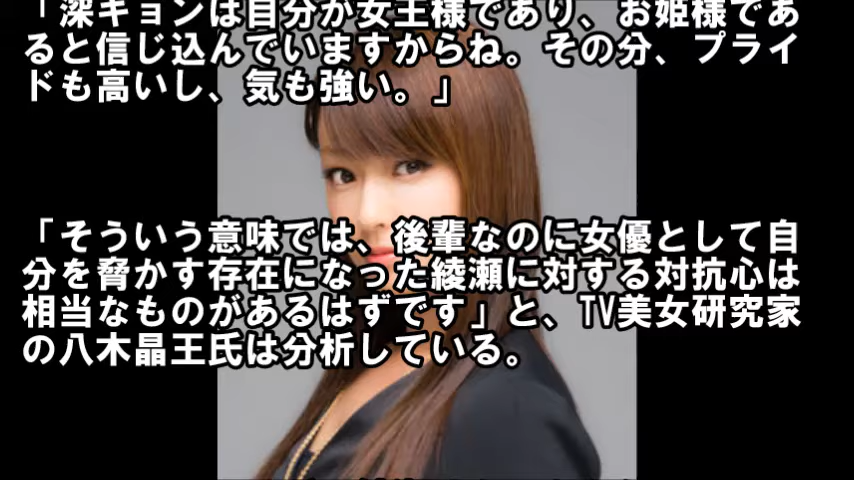 「深キョンは自分が女王様であり、お姫様であ
ると信じ込んでいますからね。その分、プライ
ドも高いし、気も強い。」
「そういう意味では、後輩なのに女優として自
分を脅かす存在になった綾瀬に対する対抗心は
相当なものがあるはずです」と、TV美女研究家
の八木晶王氏は分析している。